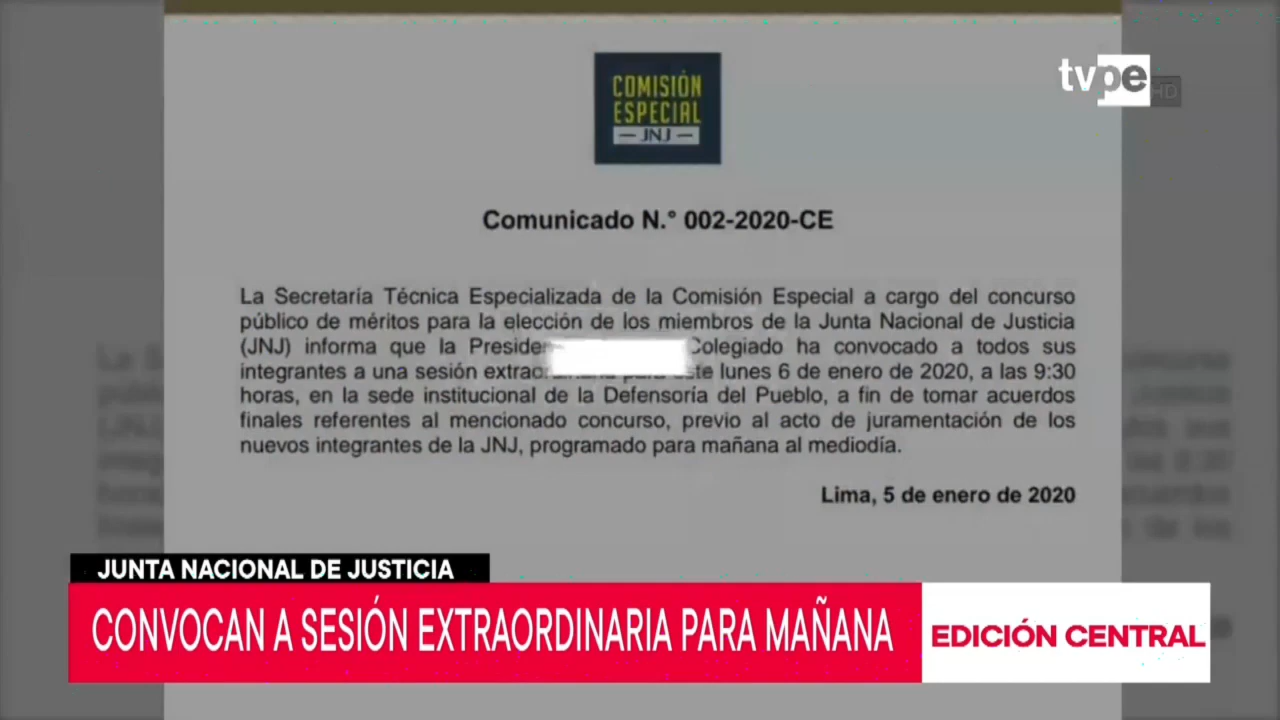 tvpe
HD
COMISIÓN
ESPECIAL
JNJ
Comunicado N.° 002-2020-CE
La Secretaría Técnica Especializada de la Comisión Especial a cargo del concurso
público de méritos para la elección de los miembros de la Junta Nacional de Justicia
(JNJ) informa que la Colegiado ha convocado a todos sus
integrantes a una sesión este lunes 6 de enero de 2020, a las 9:30
horas, en la sede institucional de la Defensoría del Pueblo, a fin de tomar acuerdos
finales referentes al mencionado concurso, previo al acto de juramentación de los
nuevos integrantes de la JNJ, programado para mañana al mediodía.
Lima, 5 de enero de 2020
JUNTA NACIONAL DE JUSTICIA
CONVOCAN A SESIÓN EXTRAORDINARIA PARA MAÑANA
EDICIÓN CENTRAL